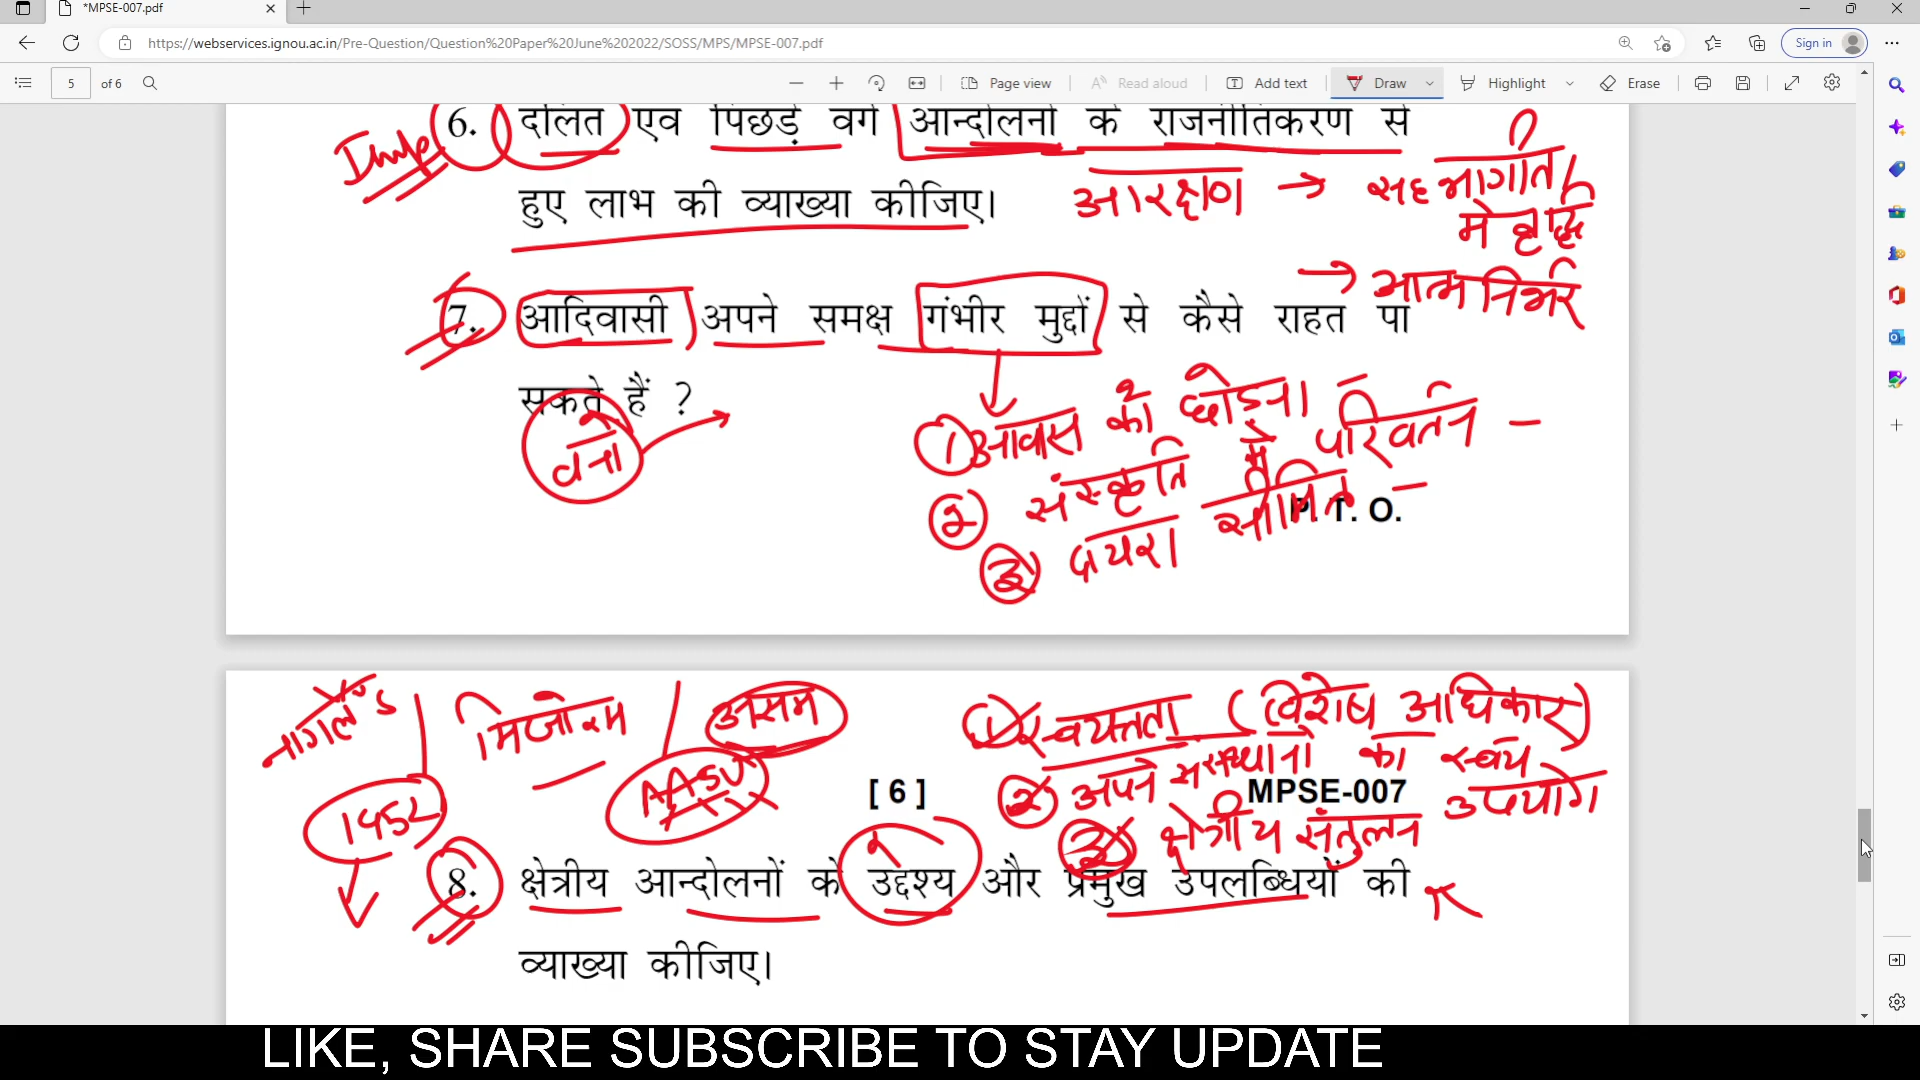 *MPSE-007.pdf
https://webservices.ignou.ac.in/Pre-Question/Question%20Paper%20June%202022/SOSS/MPS/MPSE-007.pdf
Sign in
5 of 6
Page view
Read aloud
Add text
Draw
Highlight
Erase
Imp
6. दलित एवं पिछड़े वर्ग आन्दोलनों के राजनीतिकरण से
हुए लाभ की व्याख्या कीजिए।
आरक्षण → सहभागिता
में वृद्धि
→ आत्म निर्भर
7. आदिवासी अपने समक्ष गंभीर मुद्दों से कैसे राहत पा
सकते हैं ?
वनो
1 आवास को छोड़ना
2 संस्कृति में परिवर्तन –
3 दायरा सीमित –
P. T. O.
मिजोरम / असम
AASU
1952
1 स्वायत्तता (विशेष अधिकार)
2 अपने संसाधनों का स्वयं
उपयोग
3 क्षेत्रीय संतुलन
[ 6 ] MPSE-007
8. क्षेत्रीय आन्दोलनों के उद्देश्य और प्रमुख उपलब्धियों की
व्याख्या कीजिए।
LIKE, SHARE SUBSCRIBE TO STAY UPDATE